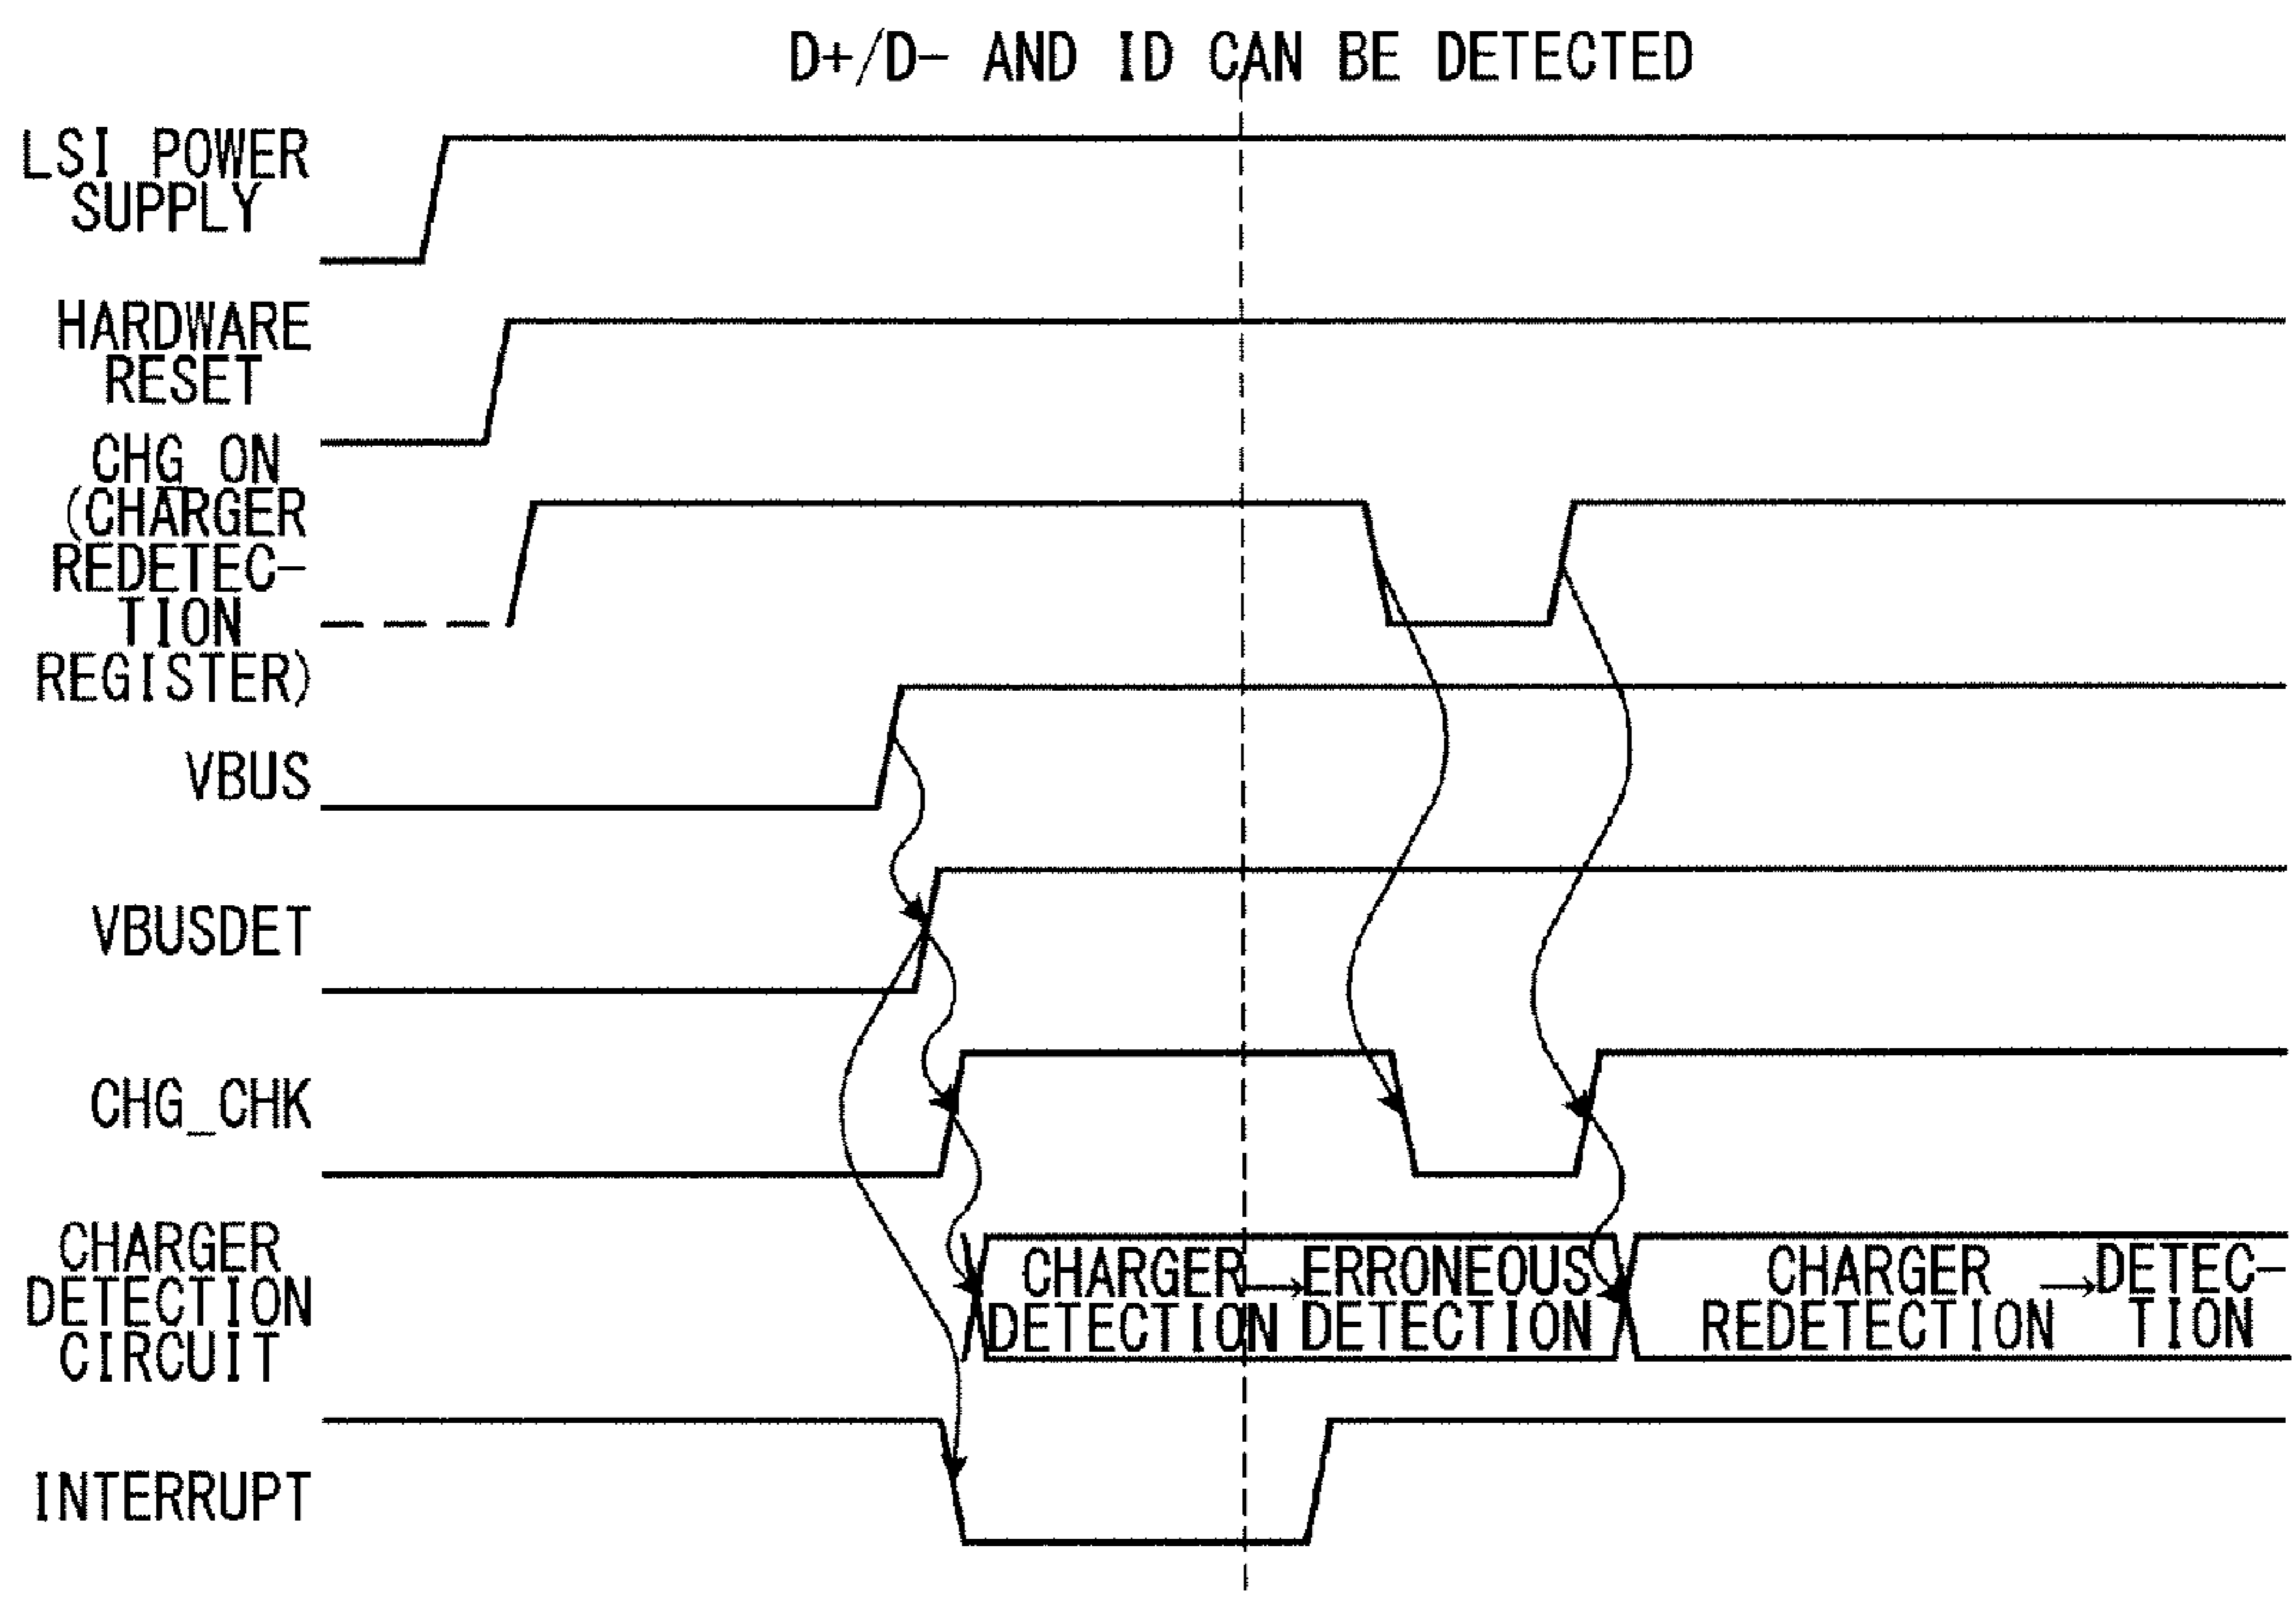 D+/D- AND ID CAN BE DETECTED
LSI POWER
SUPPLY
HARDWARE
RESET
CHG_ON
(CHARGER
REDETEC-
TION
REGISTER)
VBUS
VBUSDET
CHG_CHK
CHARGER
DETECTION
CIRCUIT
CHARGER → ERRONEOUS
DETECTION DETECTION
CHARGER → DETEC-
REDETECTION TION
INTERRUPT